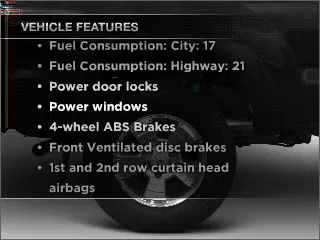 VEHICLE FEATURES
• Fuel Consumption: City: 17
• Fuel Consumption: Highway: 21
• Power door locks
• Power windows
• 4-wheel ABS Brakes
• Front Ventilated disc brakes
• 1st and 2nd row curtain head
airbags